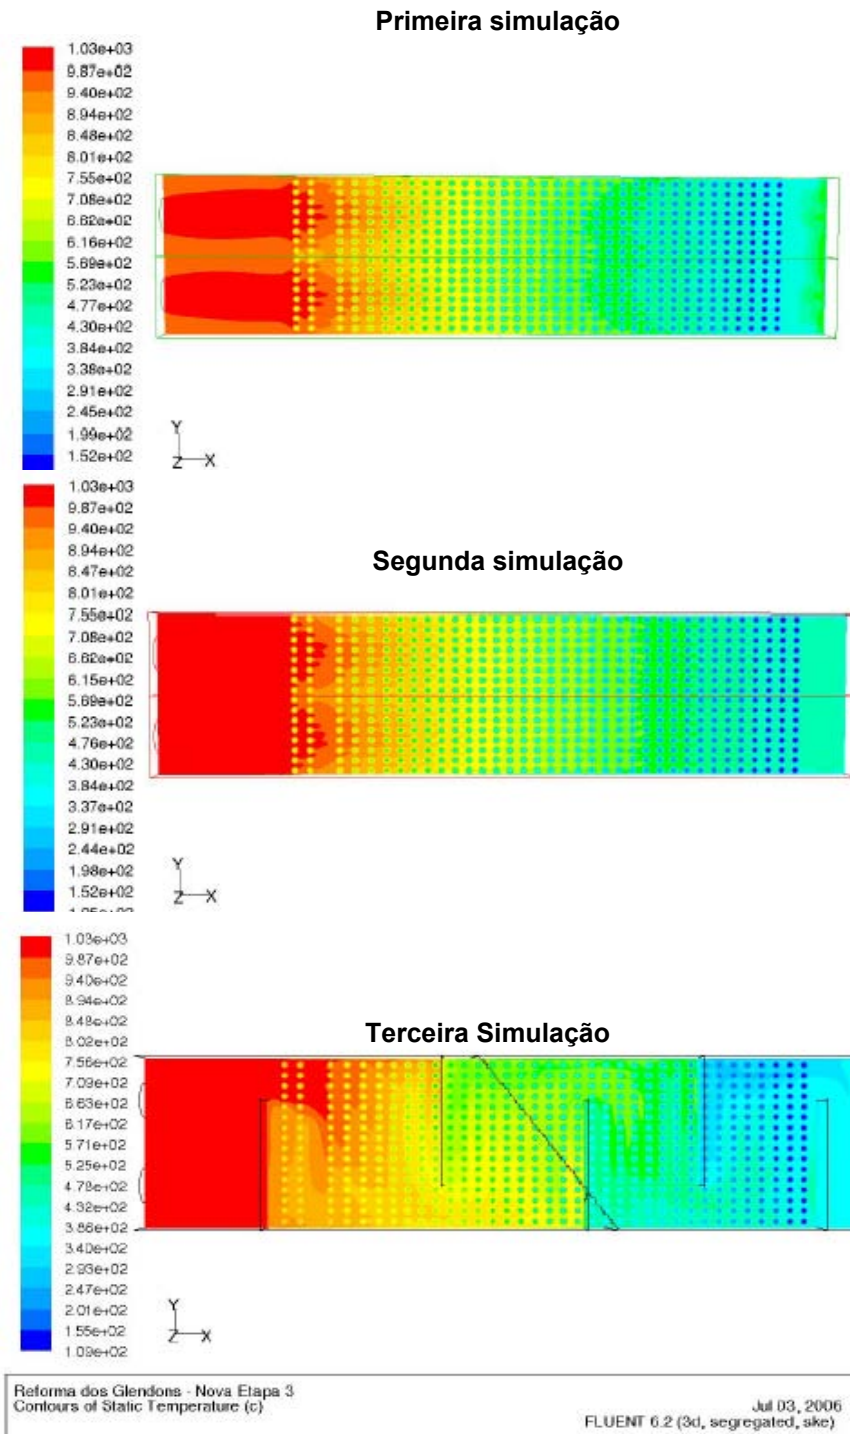 Primeira simulação
1.03e+03
9.87e+02
9.40e+02
8.94e+02
8.48e+02
8.01e+02
7.55e+02
7.08e+02
6.62e+02
6.16e+02
5.69e+02
5.23e+02
4.77e+02
4.30e+02
3.84e+02
3.38e+02
2.91e+02
2.45e+02
1.99e+02
1.52e+02
Y
Z
X
1.03e+03
9.87e+02
9.40e+02
8.94e+02
8.47e+02
8.01e+02
7.55e+02
7.08e+02
6.62e+02
6.15e+02
5.69e+02
5.23e+02
4.76e+02
4.30e+02
3.84e+02
3.37e+02
2.91e+02
2.44e+02
1.98e+02
1.52e+02
Segunda simulação
Y
Z
X
1.03e+03
9.87e+02
9.40e+02
8.94e+02
8.48e+02
8.02e+02
7.56e+02
7.09e+02
6.63e+02
6.17e+02
5.71e+02
5.25e+02
4.78e+02
4.32e+02
3.86e+02
3.40e+02
2.93e+02
2.47e+02
2.01e+02
1.55e+02
1.09e+02
Terceira Simulação
Y
Z
X
Reforma dos Glendons - Nova Etapa 3
Contours of Static Temperature (c)
Jul 03, 2006
FLUENT 6.2 (3d, segregated, ske)